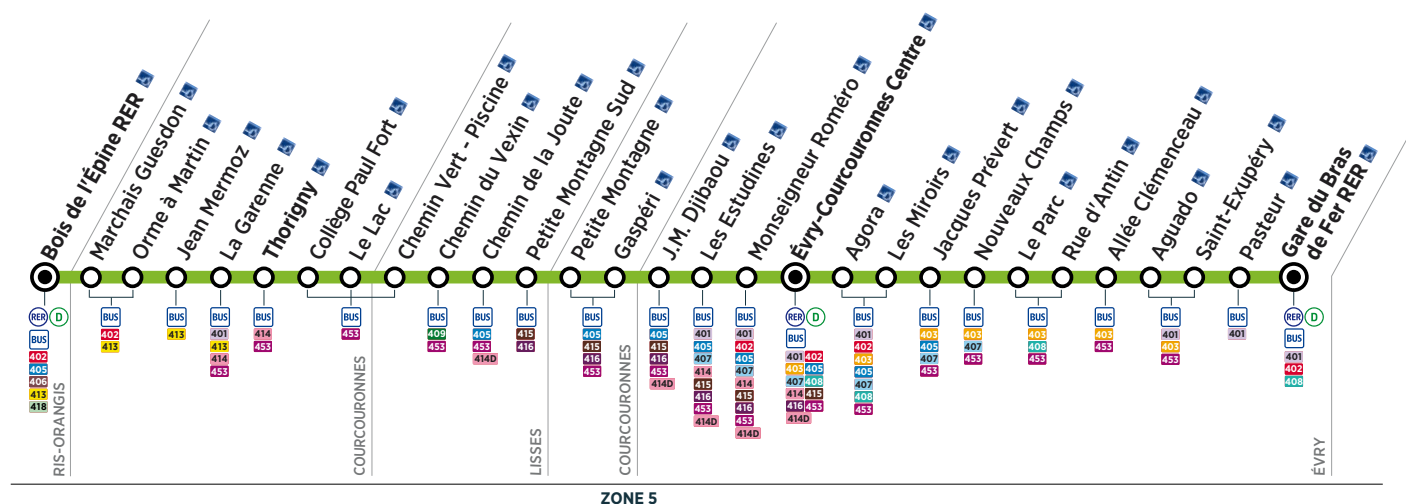 Bois de l'Épine RER
Marchais Guesdon
Orme à Martin
Jean Mermoz
La Garenne
Thorigny
Collège Paul Fort
Le Lac
Chemin Vert - Piscine
Chemin du Vexin
Chemin de la Joute
Petite Montagne Sud
Petite Montagne
Gaspéri
J.M. Djibaou
Les Estudines
Monseigneur Roméro
Évry-Courcouronnes Centre
Agora
Les Miroirs
Jacques Prévert
Nouveaux Champs
Le Parc
Rue d'Antin
Allée Clémenceau
Aguado
Saint-Exupéry
Pasteur
Gare du Bras
de Fer RER
RER D
BUS
402
405
406
413
418
BUS
402
413
BUS
413
BUS
401
413
414
453
BUS
414
453
BUS
453
BUS
409
453
BUS
405
453
414D
BUS
415
416
BUS
405
415
416
453
BUS
405
415
416
453
414D
BUS
401
405
407
414
415
416
453
414D
BUS
401
402
405
407
414
415
416
453
414D
RER D
BUS
401 402
403 405
407 408
414 415
416 453
414D
BUS
401
402
403
405
407
408
453
BUS
403
405
407
453
BUS
403
407
453
BUS
403
408
453
BUS
403
453
BUS
401
403
453
BUS
401
RER D
BUS
401
402
408
RIS-ORANGIS
COURCOURONNES
LISSES
COURCOURONNES
ÉVRY
ZONE 5